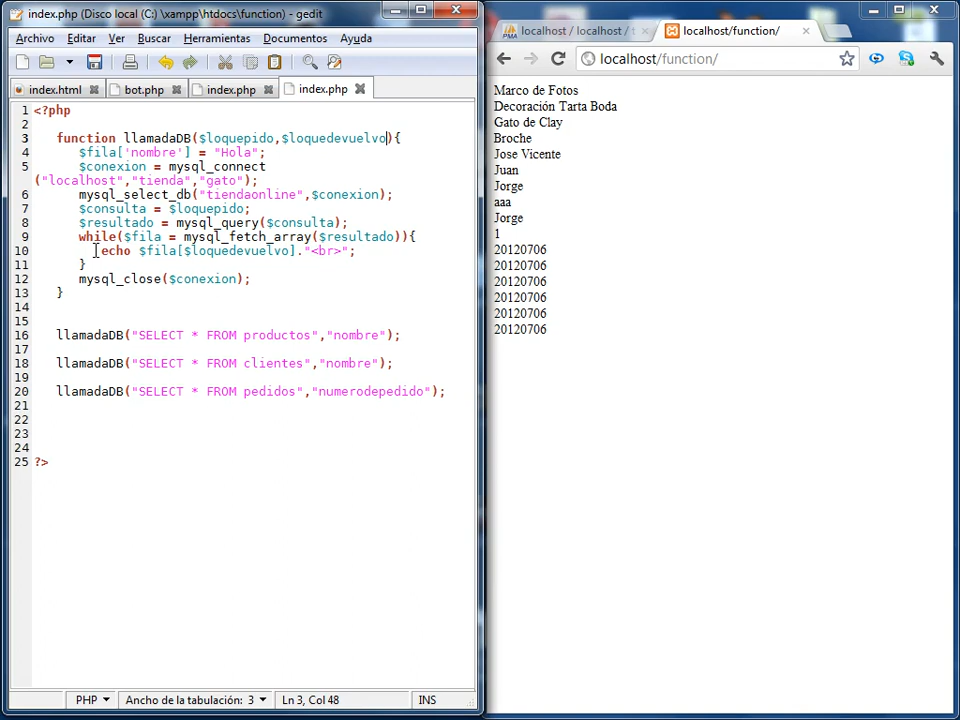 index.php (Disco local (C:) \xampp\htdocs\function) - gedit
Archivo Editar Ver Buscar Herramientas Documentos Ayuda
index.html bot.php index.php index.php
1 <?php
2
3 function llamadaDB($loquepido,$loquedevuelvo){
4 $fila['nombre'] = "Hola";
5 $conexion = mysql_connect
("localhost","tienda","gato");
6 mysql_select_db("tiendaonline",$conexion);
7 $consulta = $loquepido;
8 $resultado = mysql_query($consulta);
9 while($fila = mysql_fetch_array($resultado)){
10 echo $fila[$loquedevuelvo]."<br>";
11 }
12 mysql_close($conexion);
13 }
14
15
16 llamadaDB("SELECT * FROM productos","nombre");
17
18 llamadaDB("SELECT * FROM clientes","nombre");
19
20 llamadaDB("SELECT * FROM pedidos","numerodepedido");
21
22
23
24
25 ?>
PHP Ancho de la tabulación: 3 Ln 3, Col 48 INS
PMA localhost / localhost / localhost/function/
localhost/function/
Marco de Fotos
Decoración Tarta Boda
Gato de Clay
Broche
Jose Vicente
Juan
Jorge
aaa
Jorge
1
20120706
20120706
20120706
20120706
20120706
20120706